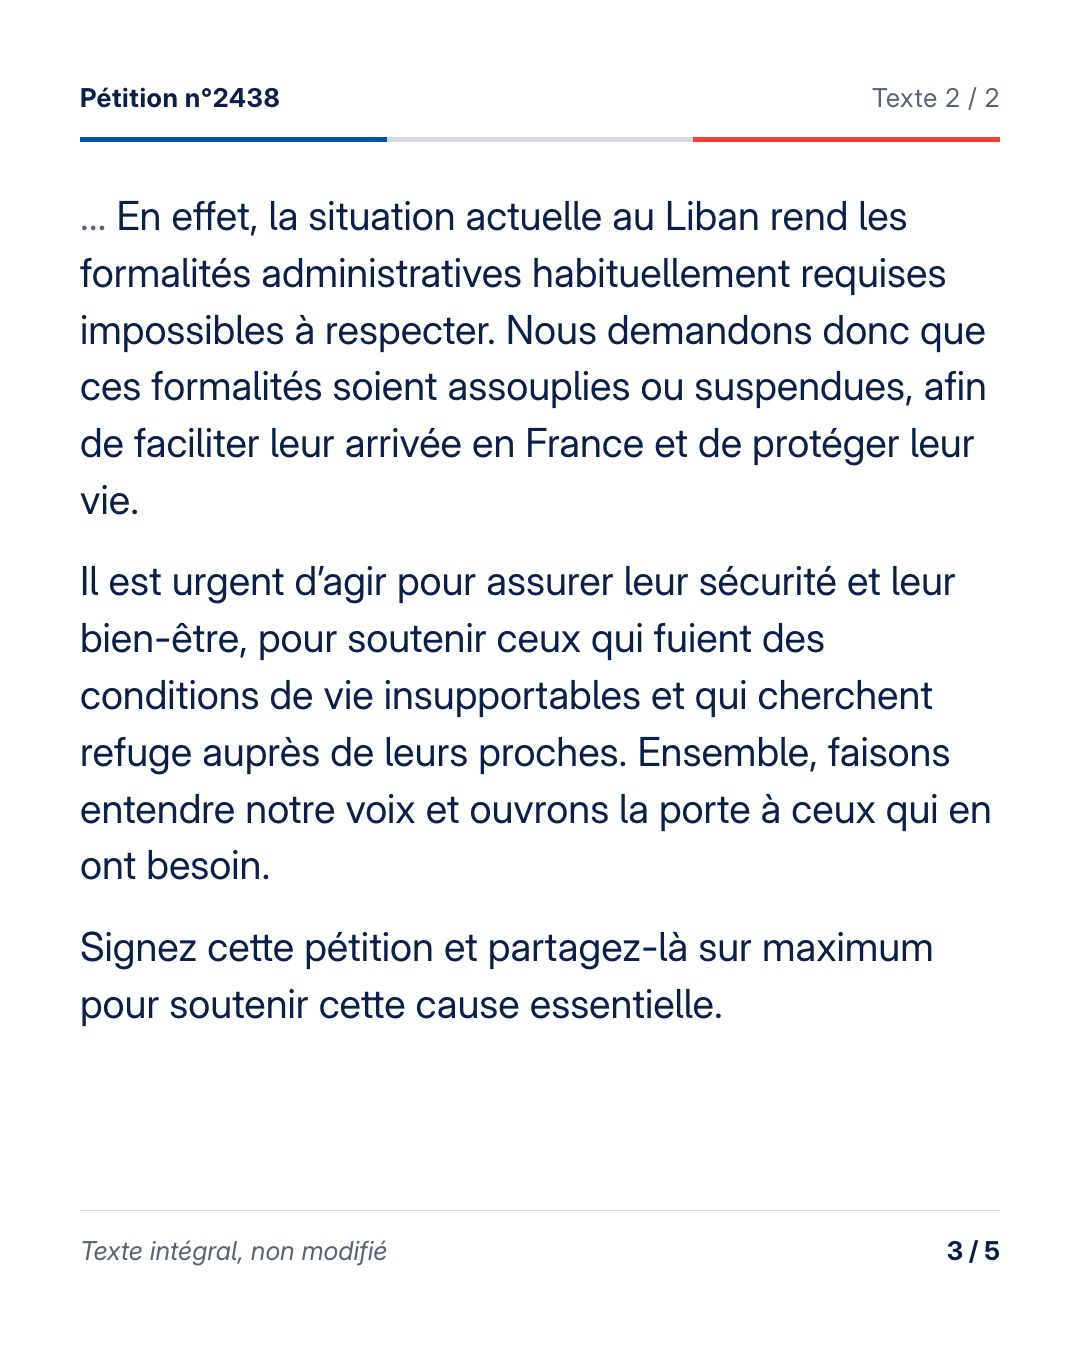 Pétition n°2438
Texte 2 / 2
... En effet, la situation actuelle au Liban rend les
formalités administratives habituellement requises
impossibles à respecter. Nous demandons donc que
ces formalités soient assouplies ou suspendues, afin
de faciliter leur arrivée en France et de protéger leur
vie.
Il est urgent d’agir pour assurer leur sécurité et leur
bien-être, pour soutenir ceux qui fuient des
conditions de vie insupportables et qui cherchent
refuge auprès de leurs proches. Ensemble, faisons
entendre notre voix et ouvrons la porte à ceux qui en
ont besoin.
Signez cette pétition et partagez-là sur maximum
pour soutenir cette cause essentielle.
Texte intégral, non modifié
3 / 5